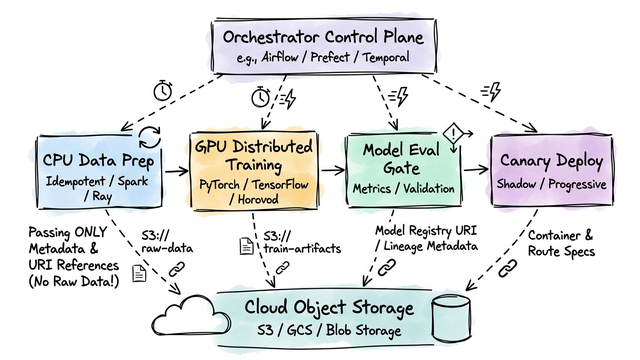 Orchestrator Control Plane
e.g., Airflow / Prefect / Temporal
CPU Data Prep
Idempotent / Spark
/ Ray
GPU Distributed
Training
PyTorch / TensorFlow
/ Horovod
Model Eval
Gate
Metrics / Validation
Canary Deploy
Shadow / Progressive
Passing ONLY
Metadata &
URI References
(No Raw Data!)
S3://
raw-data
S3://
train-artifacts
Model Registry URI
/ Lineage Metadata
Container &
Route Specs
Cloud Object Storage
S3 / GCS / Blob Storage